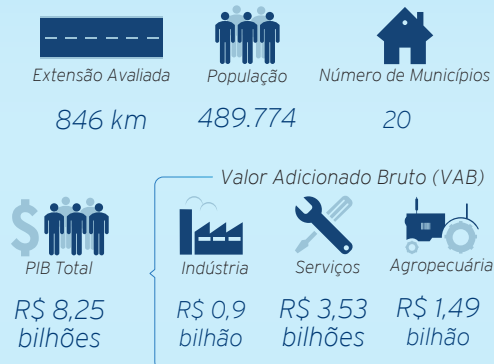 Extensão Avaliada
População
Número de Municípios
846 km
489.774
20
Valor Adicionado Bruto (VAB)
PIB Total
Indústria
Serviços
Agropecuária
R$ 8,25
bilhões
R$ 0,9
bilhão
R$ 3,53
bilhões
R$ 1,49
bilhão